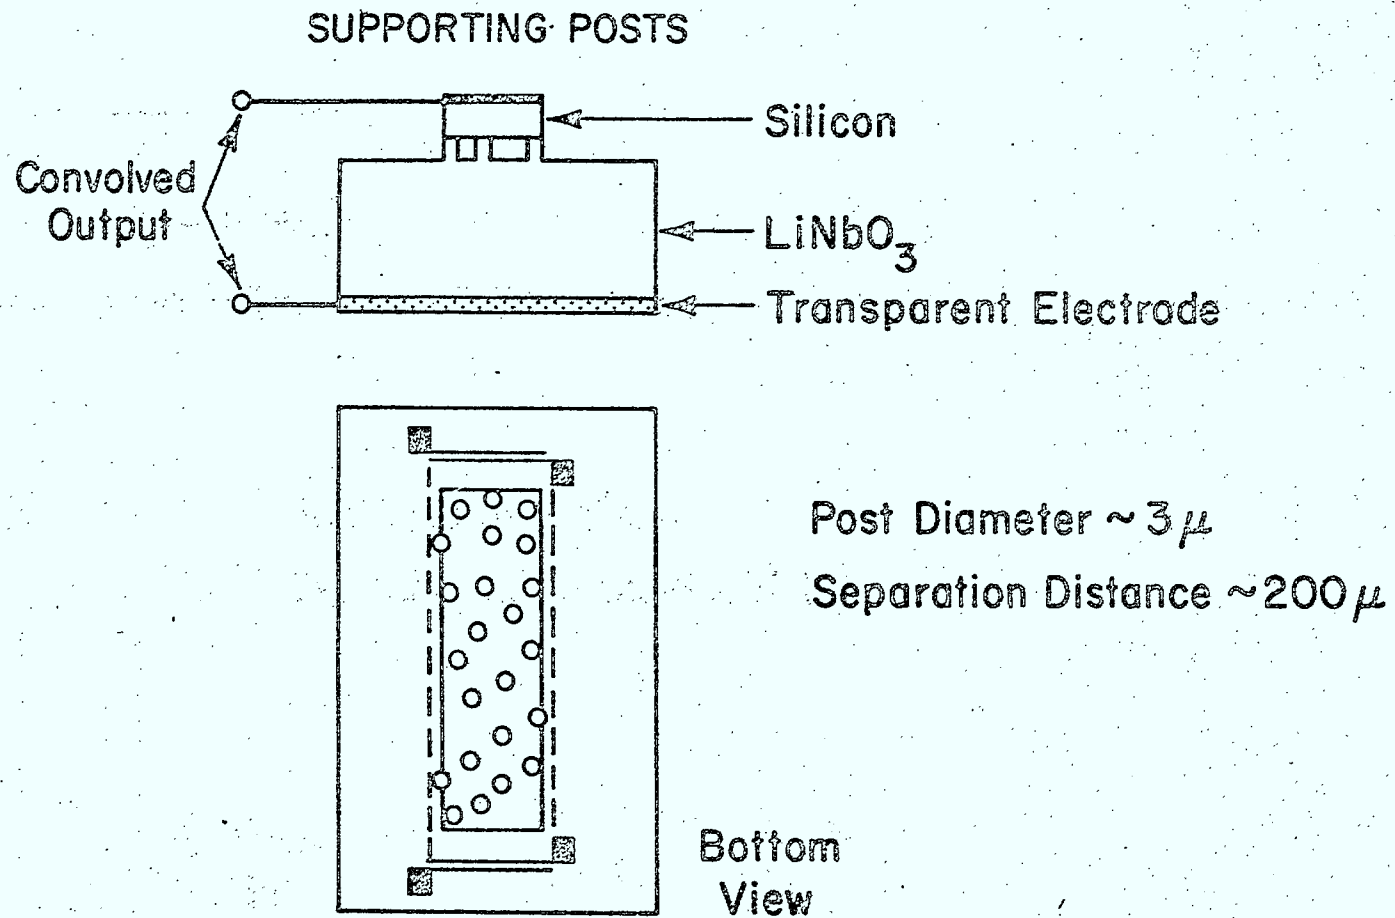 SUPPORTING POSTS
Silicon
Convolved
Output
LiNbO₃
Transparent Electrode
Post Diameter ~ 3 μ
Separation Distance ~200 μ
Bottom
View